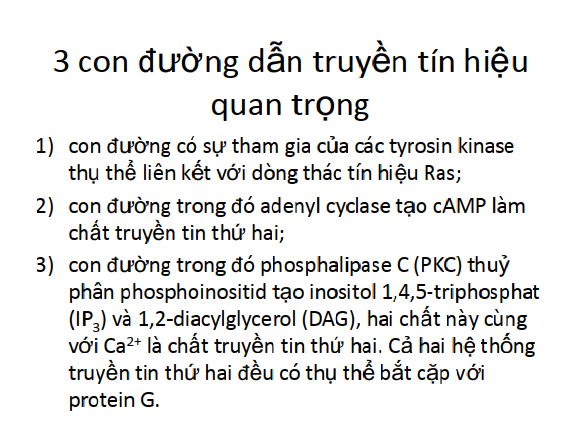 3 con đường dẫn truyền tín hiệu
quan trọng
1) con đường có sự tham gia của các tyrosin kinase
thụ thể liên kết với dòng thác tín hiệu Ras;
2) con đường trong đó adenyl cyclase tạo cAMP làm
chất truyền tin thứ hai;
3) con đường trong đó phosphalipase C (PKC) thuỷ
phân phosphoinositid tạo inositol 1,4,5-triphosphat
(IP₃) và 1,2-diacylglycerol (DAG), hai chất này cùng
với Ca²⁺ là chất truyền tin thứ hai. Cả hai hệ thống
truyền tin thứ hai đều có thụ thể bắt cặp với
protein G.